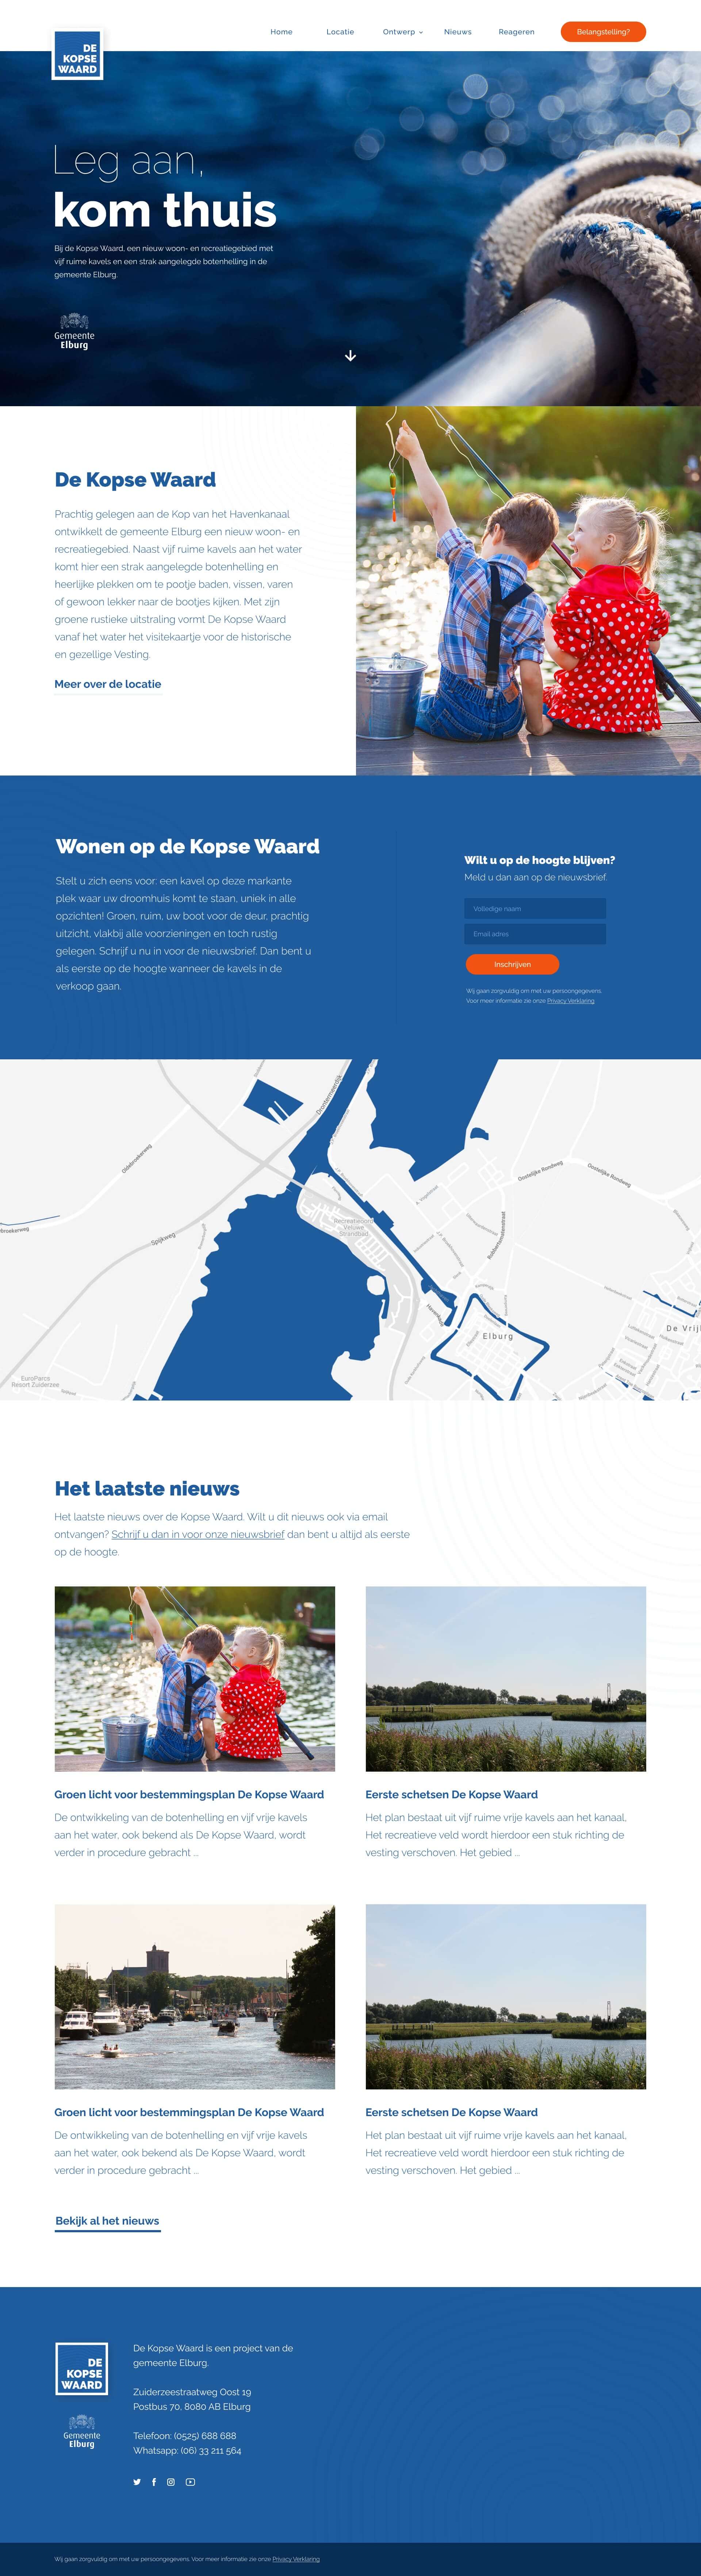 DE
KOPSE
WAARD
Home
Locatie
Ontwerp
Nieuws
Reageren
Belangstelling?
Leg aan,
kom thuis
Bij de Kopse Waard, een nieuw woon- en recreatiegebied met
vijf ruime kavels en een strak aangelegde botenhelling in de
gemeente Elburg.
Gemeente
Elburg
De Kopse Waard
Prachtig gelegen aan de Kop van het Havenkanaal
ontwikkelt de gemeente Elburg een nieuw woon- en
recreatiegebied. Naast vijf ruime kavels aan het water
komt hier een strak aangelegde botenhelling en
heerlijke plekken om te pootje baden, vissen, varen
of gewoon lekker naar de bootjes kijken. Met zijn
groene rustieke uitstraling vormt De Kopse Waard
vanaf het water het visitekaartje voor de historische
en gezellige Vesting.
Meer over de locatie
Wonen op de Kopse Waard
Stelt u zich eens voor: een kavel op deze markante
plek waar uw droomhuis komt te staan, uniek in alle
opzichten! Groen, ruim, uw boot voor de deur, prachtig
uitzicht, vlakbij alle voorzieningen en toch rustig
gelegen. Schrijf u nu in voor de nieuwsbrief. Dan bent u
als eerste op de hoogte wanneer de kavels in de
verkoop gaan.
Wilt u op de hoogte blijven?
Meld u dan aan op de nieuwsbrief.
Volledige naam
Email adres
Inschrijven
Wij gaan zorgvuldig om met uw persoongegevens.
Voor meer informatie zie onze Privacy Verklaring
Drontermeerdijk
Oldebroekerweg
Spijkweg
Recreatieoord
Veluwe
Strandbad
Oostelijke Rondweg
Oostelijke Rondweg
Havenkade
Elburg
De Vrij
EuroParcs
Resort Zuiderzee
Het laatste nieuws
Het laatste nieuws over de Kopse Waard. Wilt u dit nieuws ook via email
ontvangen? Schrijf u dan in voor onze nieuwsbrief dan bent u altijd als eerste
op de hoogte.
Groen licht voor bestemmingsplan De Kopse Waard
De ontwikkeling van de botenhelling en vijf vrije kavels
aan het water, ook bekend als De Kopse Waard, wordt
verder in procedure gebracht ...
Eerste schetsen De Kopse Waard
Het plan bestaat uit vijf ruime vrije kavels aan het kanaal,
Het recreatieve veld wordt hierdoor een stuk richting de
vesting verschoven. Het gebied ...
Groen licht voor bestemmingsplan De Kopse Waard
De ontwikkeling van de botenhelling en vijf vrije kavels
aan het water, ook bekend als De Kopse Waard, wordt
verder in procedure gebracht ...
Eerste schetsen De Kopse Waard
Het plan bestaat uit vijf ruime vrije kavels aan het kanaal,
Het recreatieve veld wordt hierdoor een stuk richting de
vesting verschoven. Het gebied ...
Bekijk al het nieuws
DE
KOPSE
WAARD
Gemeente
Elburg
De Kopse Waard is een project van de
gemeente Elburg.
Zuiderzeestraatweg Oost 19
Postbus 70, 8080 AB Elburg
Telefoon: (0525) 688 688
Whatsapp: (06) 33 211 564
Wij gaan zorgvuldig om met uw persoongegevens. Voor meer informatie zie onze Privacy Verklaring